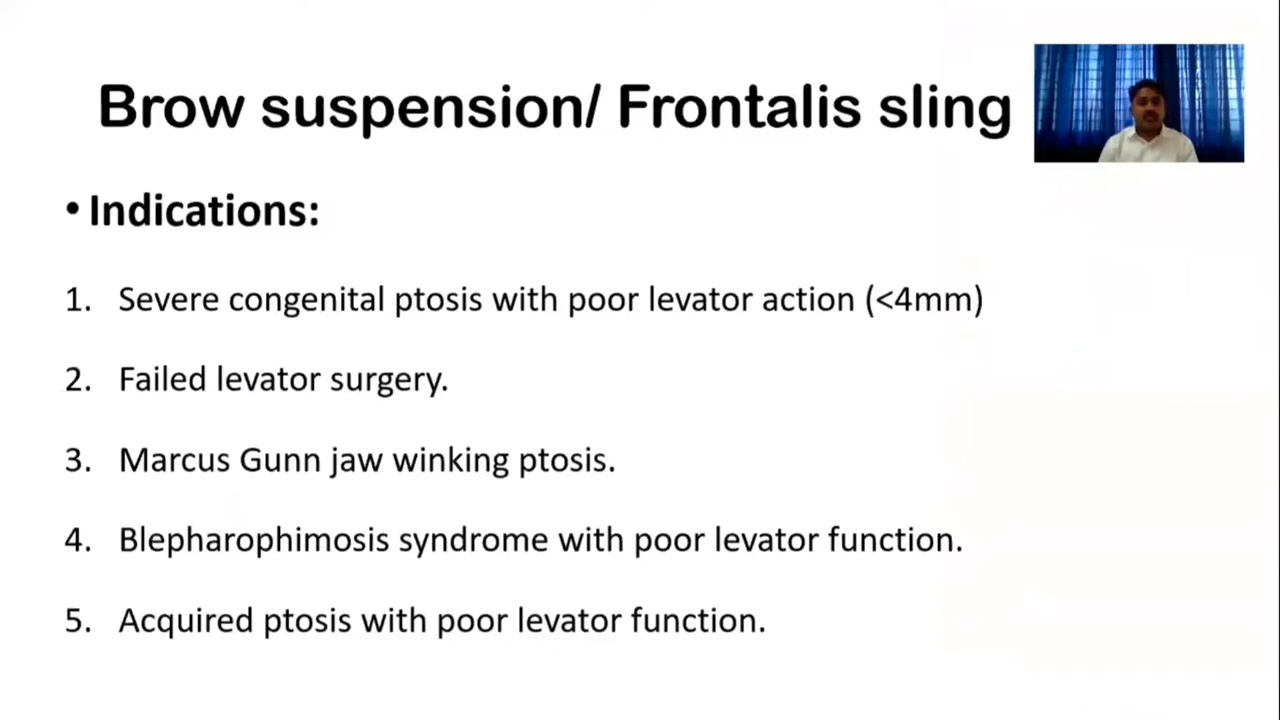 Brow suspension/ Frontalis sling
• Indications:
1. Severe congenital ptosis with poor levator action (<4mm)
2. Failed levator surgery.
3. Marcus Gunn jaw winking ptosis.
4. Blepharophimosis syndrome with poor levator function.
5. Acquired ptosis with poor levator function.